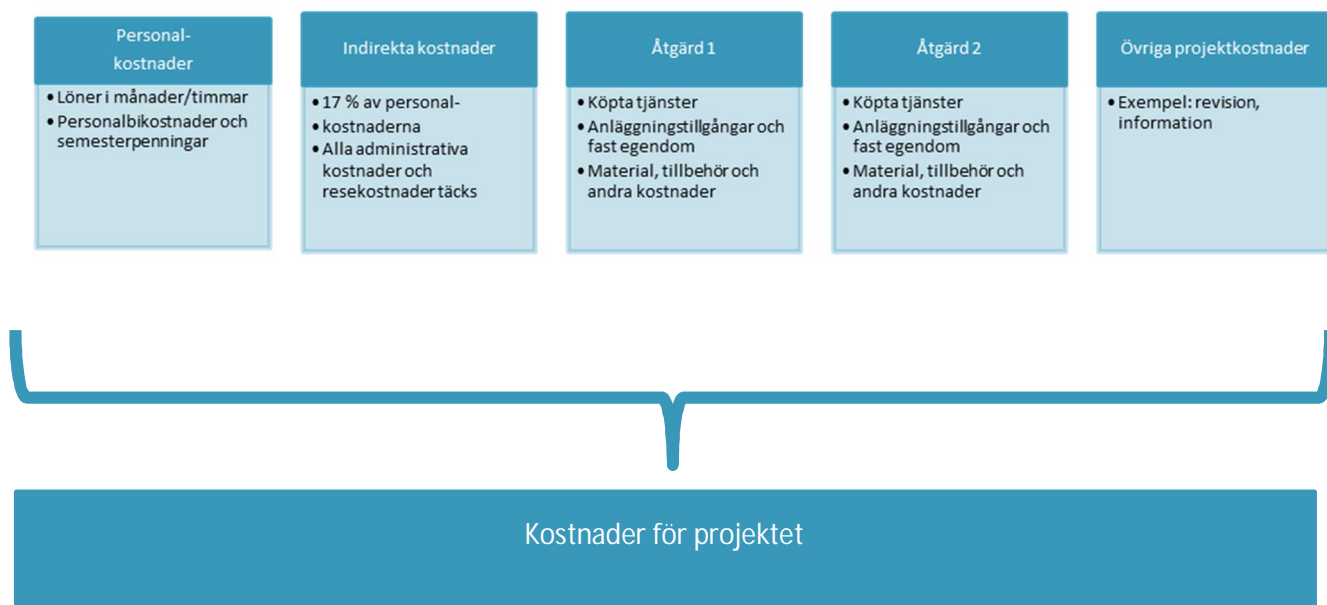 Personal-
kostnader
• Löner i månader/timmar
• Personalbikostnader och
semesterpenningar
Indirekta kostnader
• 17 % av personal-
• kostnaderna
• Alla administrativa
kostnader och
resekostnader täcks
Åtgärd 1
• Köpta tjänster
• Anläggningstillgångar och
fast egendom
• Material, tillbehör och
andra kostnader
Åtgärd 2
• Köpta tjänster
• Anläggningstillgångar och
fast egendom
• Material, tillbehör och
andra kostnader
Övriga projektkostnader
• Exempel: revision,
information
Kostnader för projektet